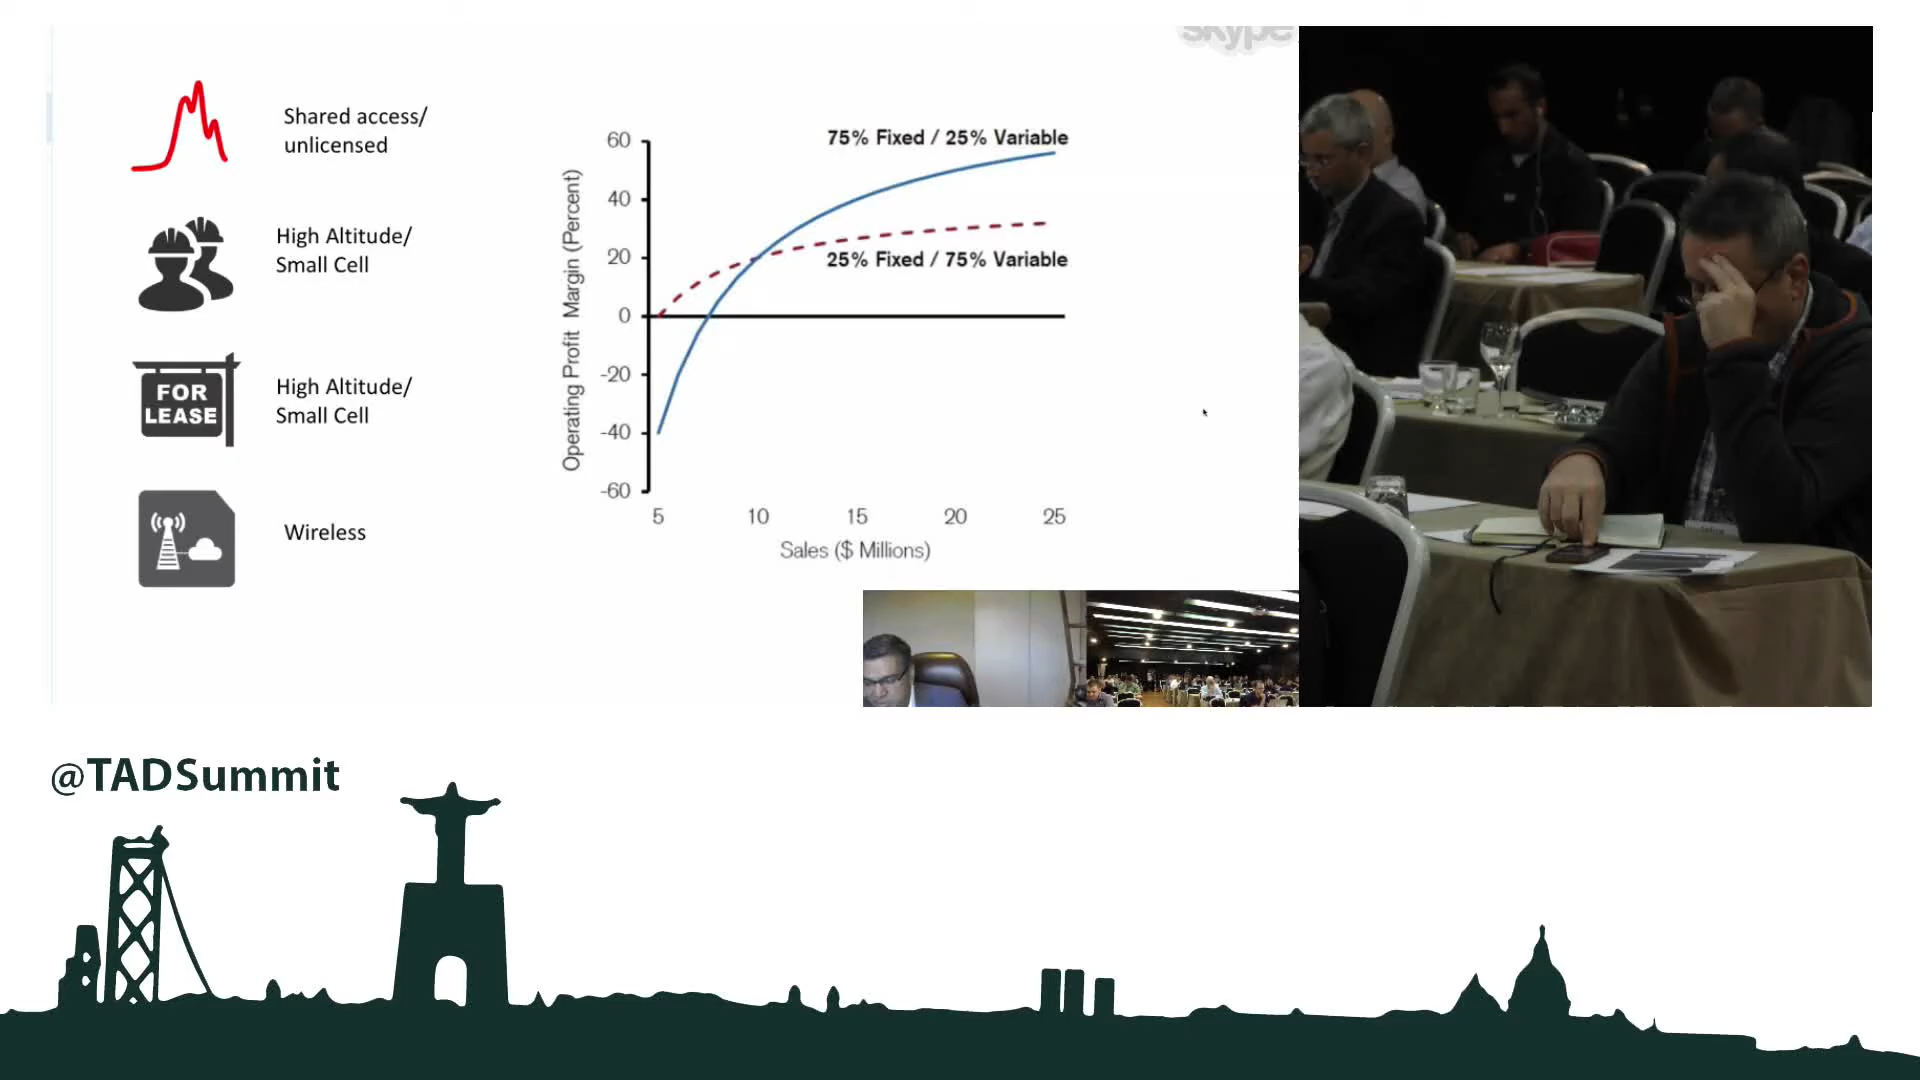 skype
Shared access/
unlicensed
High Altitude/
Small Cell
FOR
LEASE
High Altitude/
Small Cell
Wireless
75% Fixed / 25% Variable
25% Fixed / 75% Variable
Operating Profit Margin (Percent)
60
40
20
0
-20
-40
-60
5 10 15 20 25
Sales ($ Millions)
@TADSummit